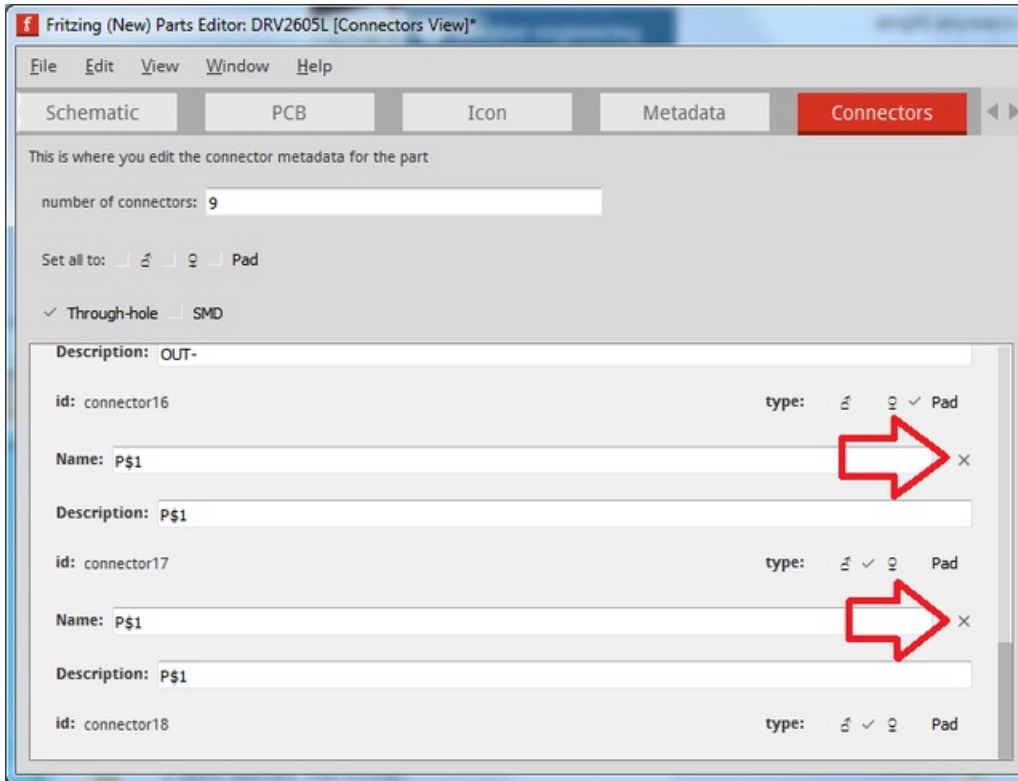 Fritzing (New) Parts Editor: DRV2605L [Connectors View]*
File Edit View Window Help
Schematic PCB Icon Metadata Connectors
This is where you edit the connector metadata for the part
number of connectors: 9
Set all to: ♂ ♀ Pad
✓ Through-hole SMD
Description: OUT-
id: connector16 type: ♂ ♀ ✓ Pad
Name: P$1 ×
Description: P$1
id: connector17 type: ♂ ✓ ♀ Pad
Name: P$1 ×
Description: P$1
id: connector18 type: ♂ ✓ ♀ Pad